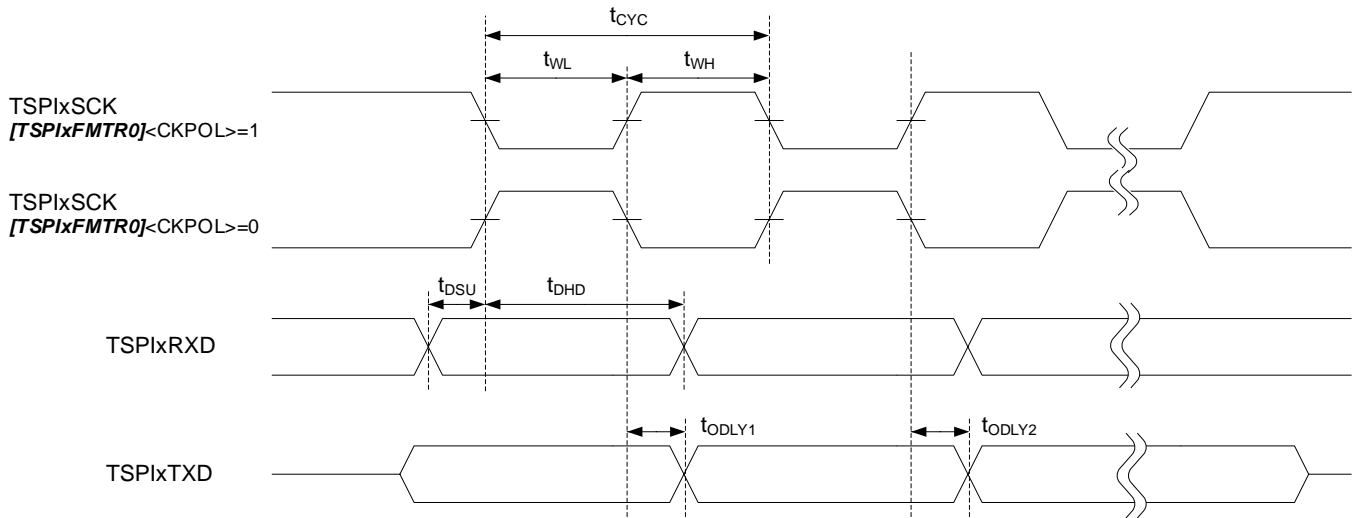 tCYC
tWL
tWH
TSPIxSCK
[TSPIxFMTR0]<CKPOL>=1
TSPIxSCK
[TSPIxFMTR0]<CKPOL>=0
tDSU
tDHD
TSPIxRXD
tODLY1
tODLY2
TSPIxTXD